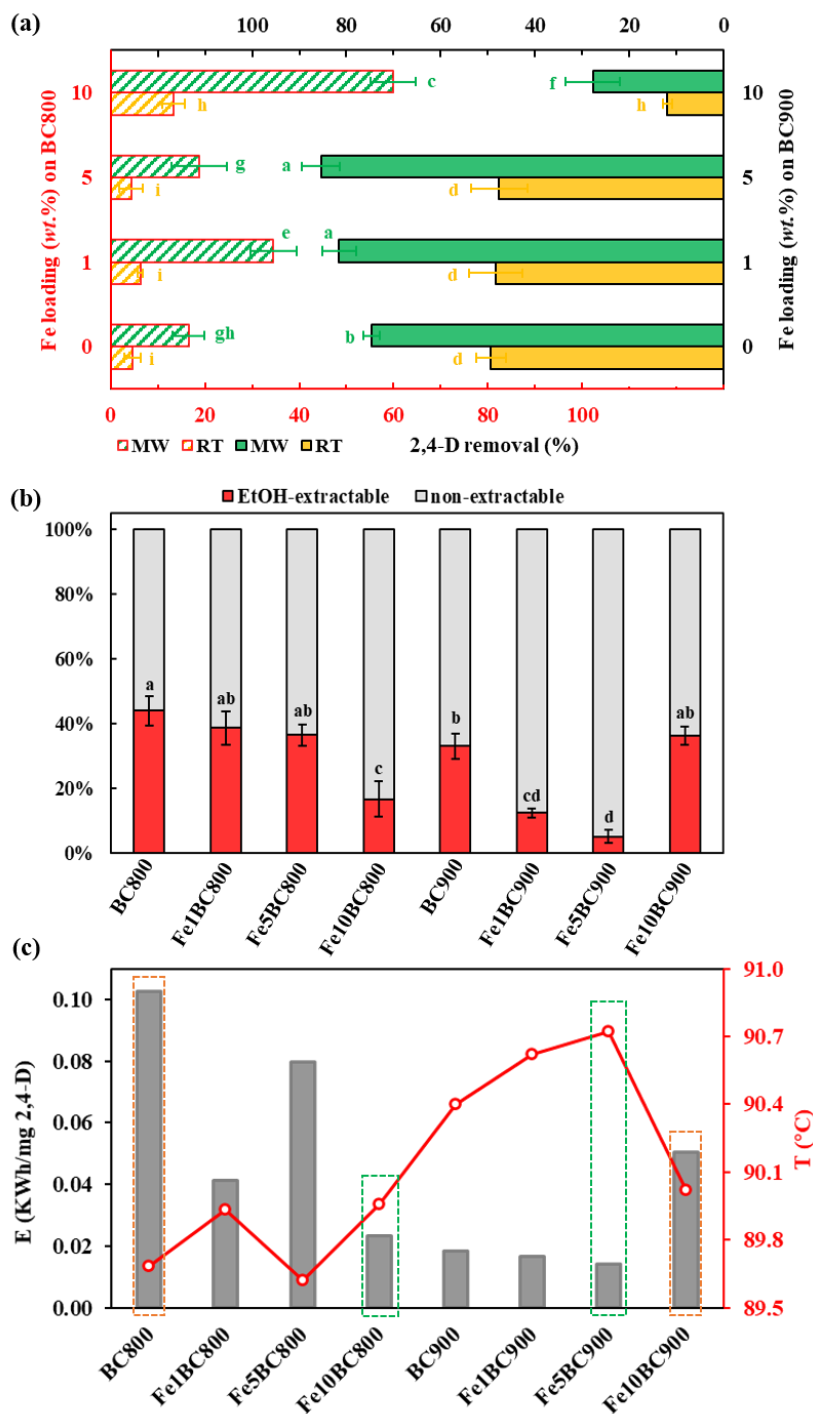 (a)
100 80 60 40 20 0
Fe loading (wt.%) on BC800
10
5
1
0
c
h
g
i
e
i
gh
i
f
h
a
d
a
d
b
d
10
5
1
0
Fe loading (wt.%) on BC900
0 20 40 60 80 100
MW RT MW RT 2,4-D removal (%)
(b)
EtOH-extractable non-extractable
100%
80%
60%
40%
20%
0%
a ab ab c b cd d ab
BC800 Fe1BC800 Fe5BC800 Fe10BC800 BC900 Fe1BC900 Fe5BC900 Fe10BC900
(c)
E (KWh/mg 2,4-D)
0.10
0.08
0.06
0.04
0.02
0.00
91.0
90.7
90.4
90.1
89.8
89.5
T (°C)
BC800 Fe1BC800 Fe5BC800 Fe10BC800 BC900 Fe1BC900 Fe5BC900 Fe10BC900